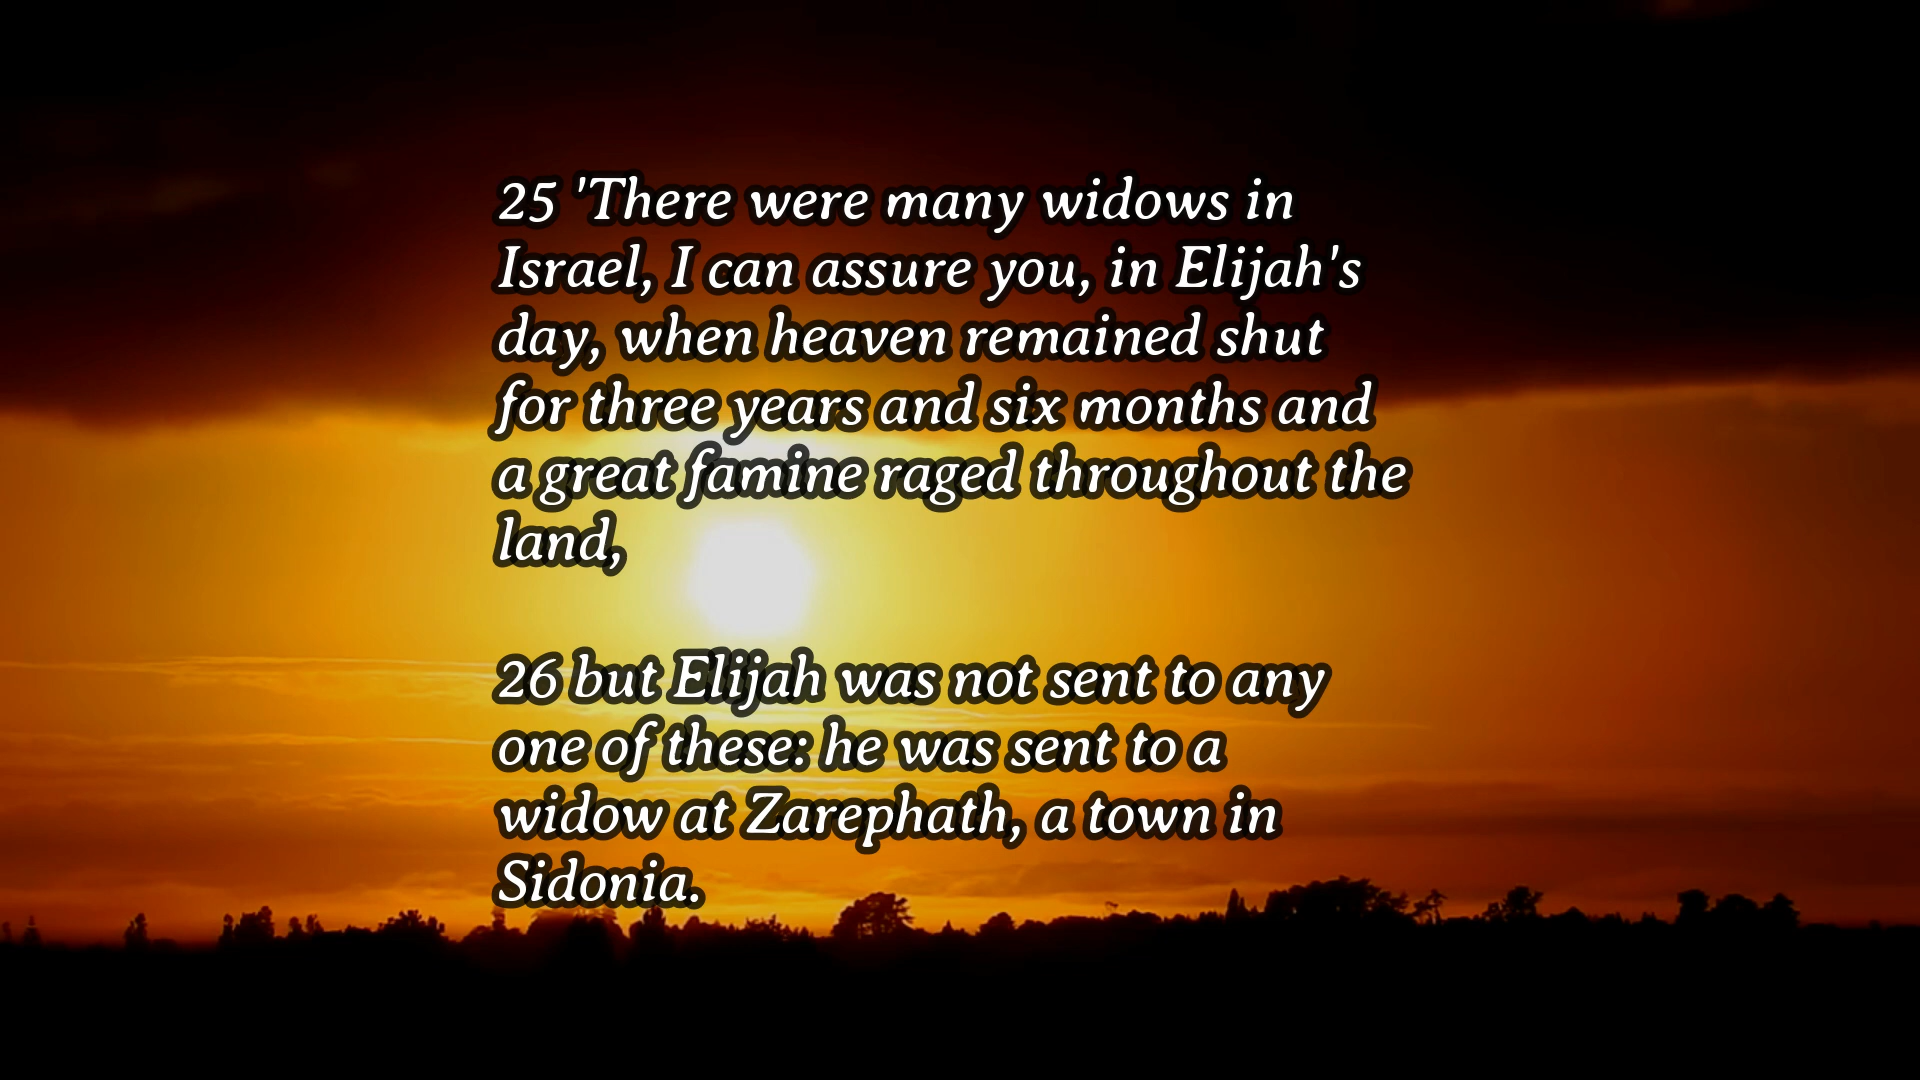 25 'There were many widows in
Israel, I can assure you, in Elijah's
day, when heaven remained shut
for three years and six months and
a great famine raged throughout the
land,
26 but Elijah was not sent to any
one of these: he was sent to a
widow at Zarephath, a town in
Sidonia.